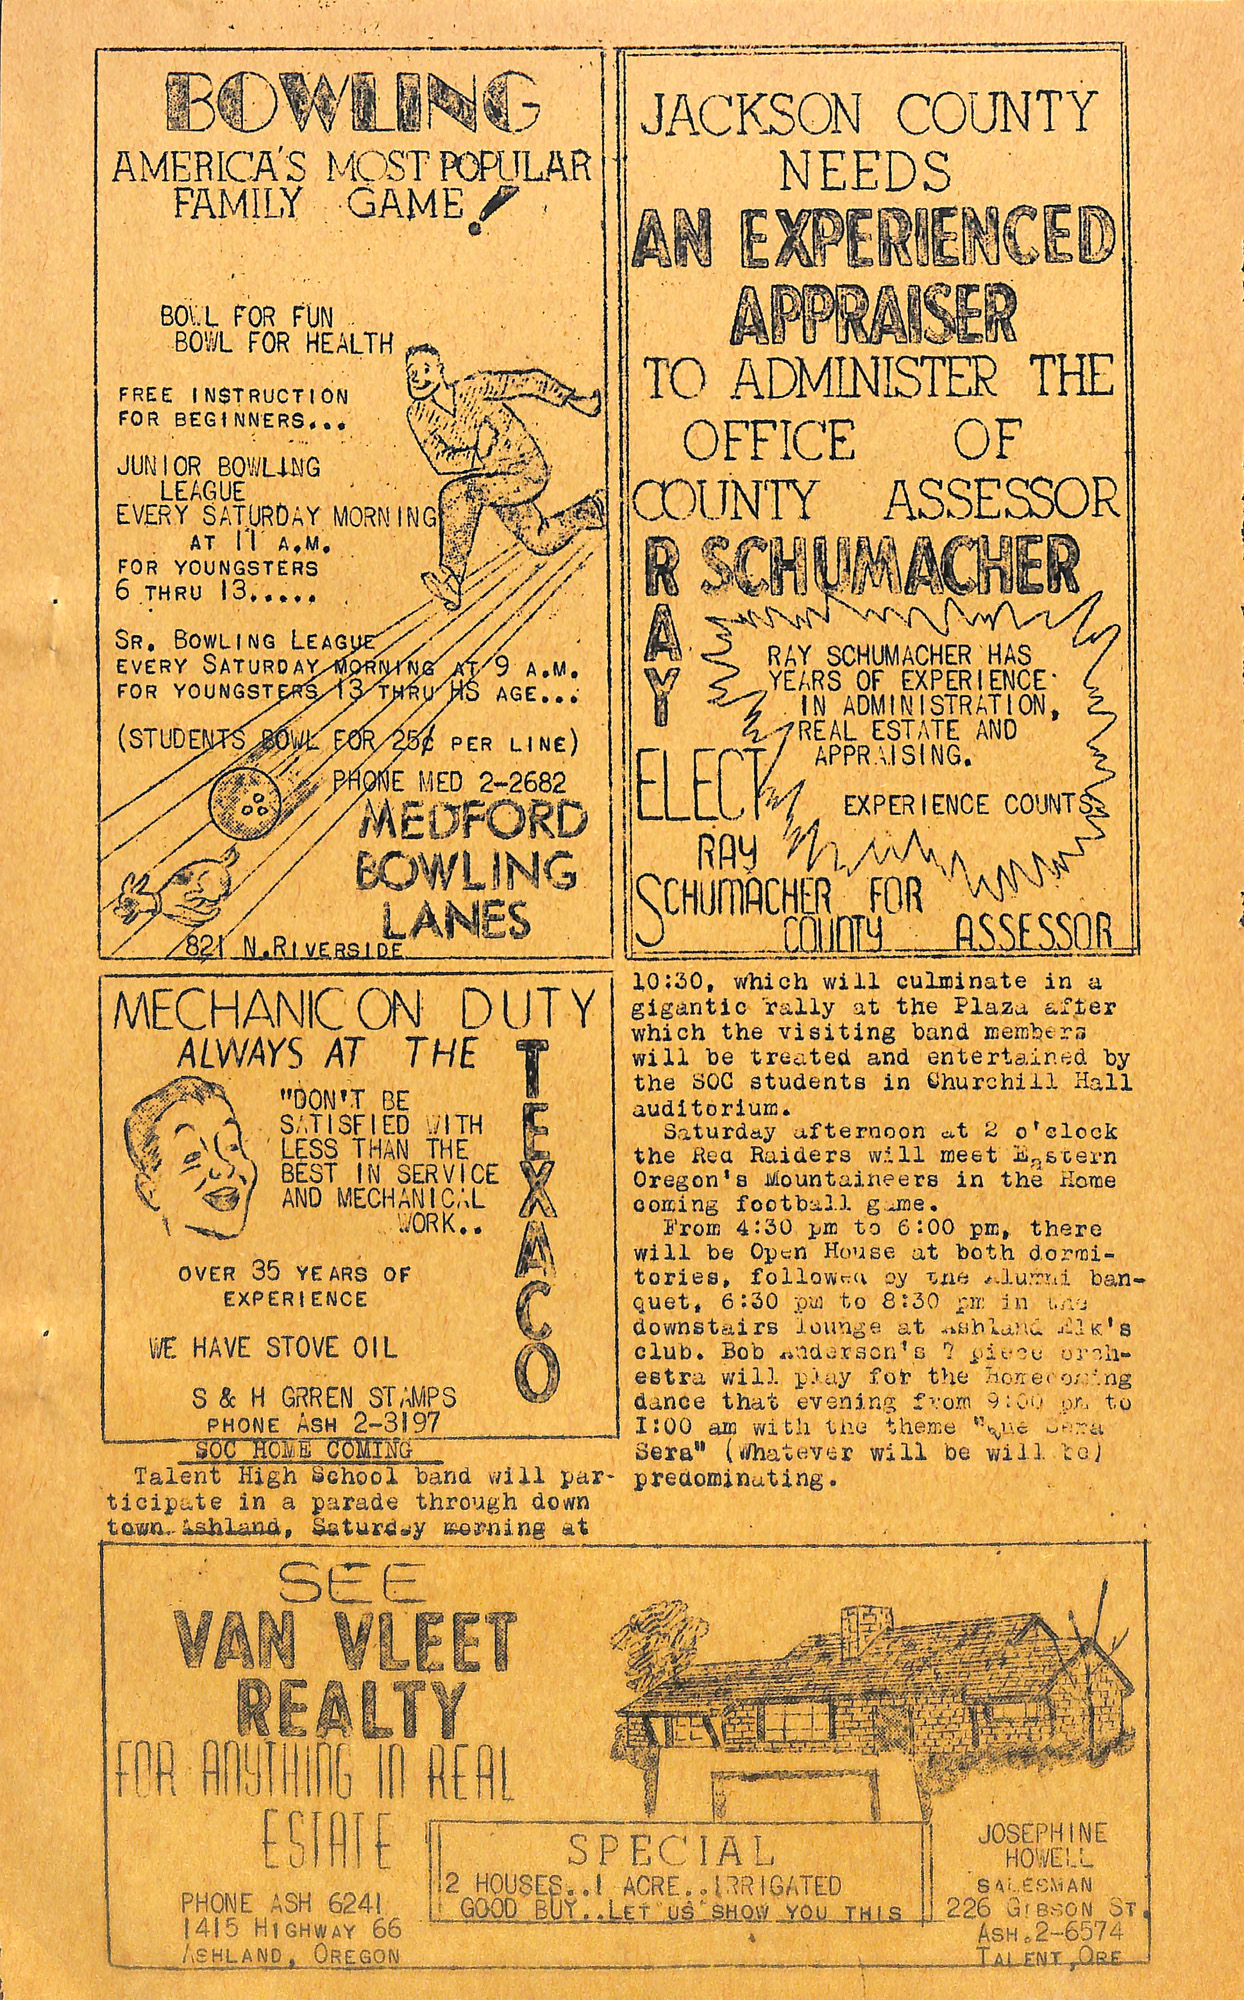 BOWLING
AMERICA'S MOST POPULAR
FAMILY GAME!
BOWL FOR FUN
BOWL FOR HEALTH
FREE INSTRUCTION
FOR BEGINNERS...
JUNIOR BOWLING
LEAGUE
EVERY SATURDAY MORNING
AT 11 A.M.
FOR YOUNGSTERS
6 THRU 13.....
SR. BOWLING LEAGUE
EVERY SATURDAY MORNING AT 9 A.M.
FOR YOUNGSTERS 13 THRU HS AGE...
(STUDENTS BOWL FOR 25¢ PER LINE)
PHONE MED 2-2682
MEDFORD
BOWLING
LANES
821 N.RIVERSIDE
JACKSON COUNTY
NEEDS
AN EXPERIENCED
APPRAISER
TO ADMINISTER THE
OFFICE OF
COUNTY ASSESSOR
RAY SCHUMACHER
RAY SCHUMACHER HAS
YEARS OF EXPERIENCE
IN ADMINISTRATION,
REAL ESTATE AND
APPRAISING.
EXPERIENCE COUNTS
ELECT
RAY
SCHUMACHER FOR
COUNTY ASSESSOR
MECHANIC ON DUTY
ALWAYS AT THE
TEXACO
"DON'T BE
SATISFIED WITH
LESS THAN THE
BEST IN SERVICE
AND MECHANICAL
WORK..
OVER 35 YEARS OF
EXPERIENCE
WE HAVE STOVE OIL
S & H GRREN STAMPS
PHONE ASH 2-3197
SOC HOME COMING
Talent High School band will par-
ticipate in a parade through down
town Ashland, Saturday morning at
10:30, which will culminate in a
gigantic rally at the Plaza after
which the visiting band members
will be treated and entertained by
the SOC students in Churchill Hall
auditorium.
Saturday afternoon at 2 o'clock
the Red Raiders will meet Eastern
Oregon's Mountaineers in the Home
coming football game.
From 4:30 pm to 6:00 pm, there
will be Open House at both dormi-
tories, followed by the Alumni ban-
quet, 6:30 pm to 8:30 pm in the
downstairs lounge at Ashland Elk's
club. Bob Anderson's 7 piece orch-
estra will play for the homecoming
dance that evening from 9:00 pm to
1:00 am with the theme "Que Sera
Sera" (Whatever will be will be)
predominating.
SEE
VAN VLEET
REALTY
FOR ANYTHING IN REAL
ESTATE
PHONE ASH 6241
1415 HIGHWAY 66
ASHLAND, OREGON
SPECIAL
2 HOUSES..1 ACRE..IRRIGATED
GOOD BUY..LET US SHOW YOU THIS
JOSEPHINE
HOWELL
SALESMAN
226 GIBSON ST.
ASH.2-6574
TALENT,ORE